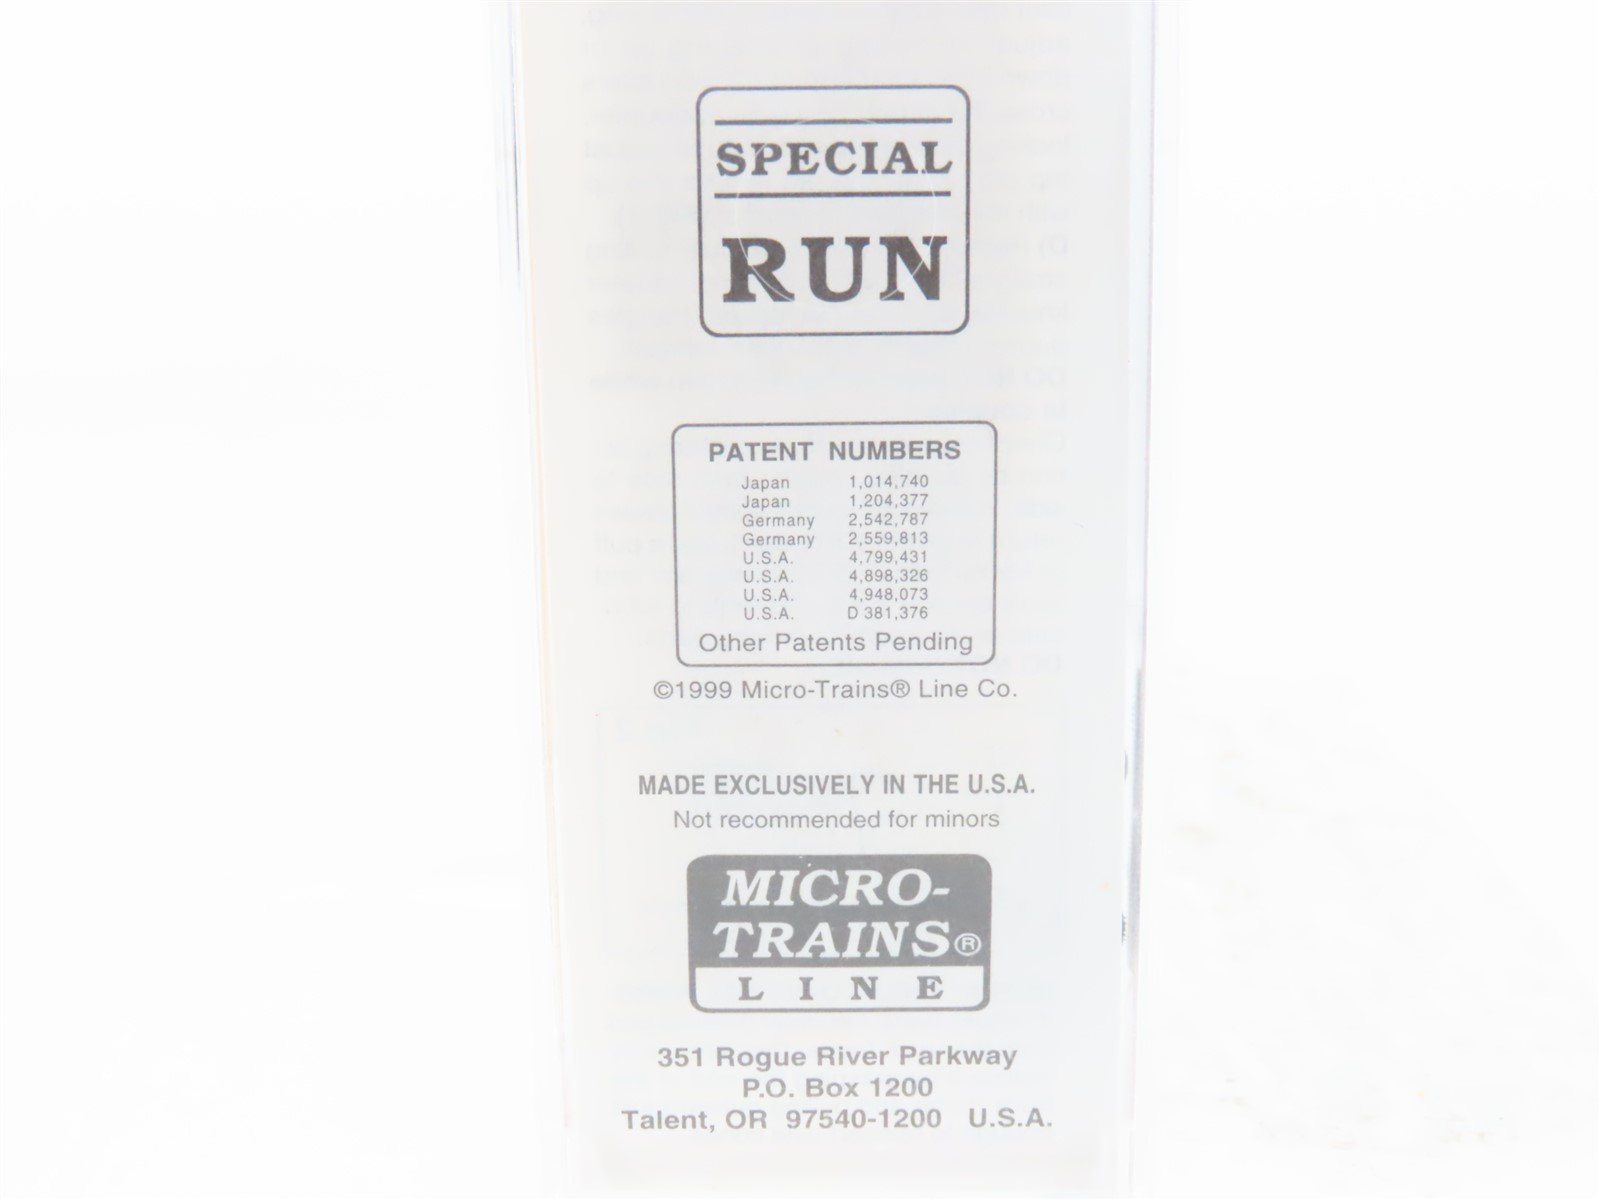 SPECIAL
RUN
PATENT NUMBERS
Japan 1,014,740
Japan 1,204,377
Germany 2,542,787
Germany 2,559,813
U.S.A. 4,799,431
U.S.A. 4,898,326
U.S.A. 4,948,073
U.S.A. D 381,376
Other Patents Pending
©1999 Micro-Trains® Line Co.
MADE EXCLUSIVELY IN THE U.S.A.
Not recommended for minors
MICRO-
TRAINS®
LINE
351 Rogue River Parkway
P.O. Box 1200
Talent, OR 97540-1200 U.S.A.